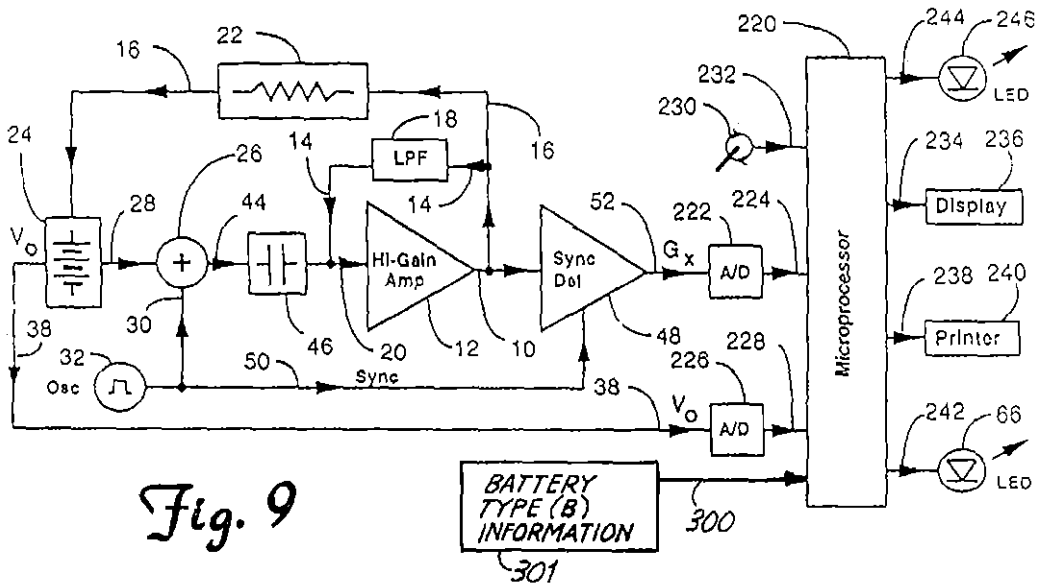 16
22
18
LPF
14
14
16
24
V₀
28
26
+
44
30
46
20
Hi-Gain
Amp
12
10
Sync
Det
48
52
Gₓ
38
32
Osc
50
Sync
38
V₀
222
A/D
224
226
A/D
228
230
232
220
Microprocessor
244
246
LED
234
236
Display
238
240
Printer
242
66
LED
BATTERY
TYPE (B)
INFORMATION
300
301
Fig. 9